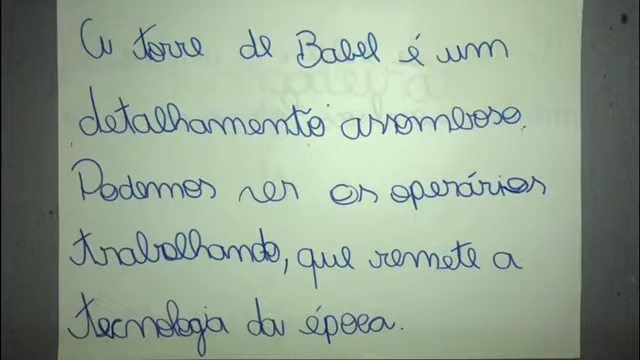 A torre de Babel é um
detalhamento assombroso.
Podemos ver os operários
trabalhando, que remete a
tecnologia da época.